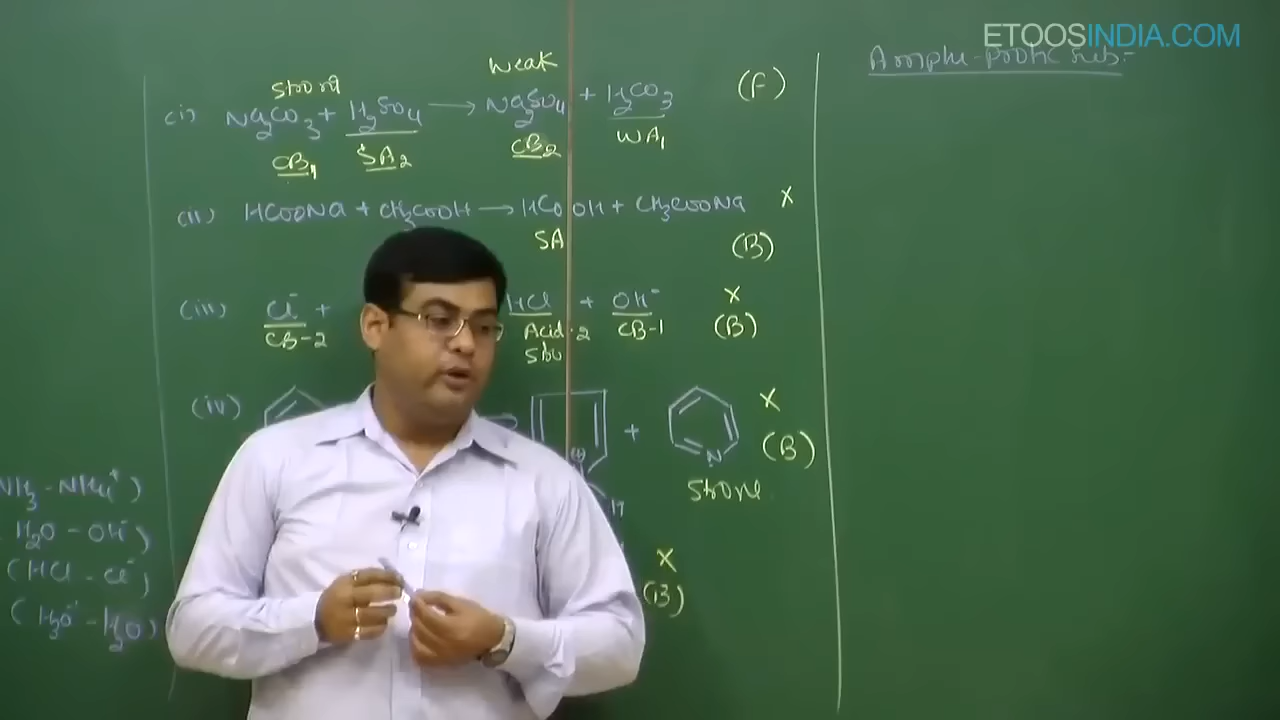 ETOOSINDIA.COM
Amphi-protic sub:-
weak
strong
(i) Na2CO3 + H2SO4 → Na2SO4 + H2CO3 (F)
CB1 SA2 CB2 WA1
(ii) HCOONa + CH3COOH → HCOOH + CH3COONa X
SA (B)
(iii) Cl- + HCl + OH- X
CB-2 Acid-2 CB-1 (B)
(iv) + N X
(B)
Strong
NH3 - NH4+)
H2O - OH-)
(HCl - Cl-)
(H3O+ - H2O)
X
(B)